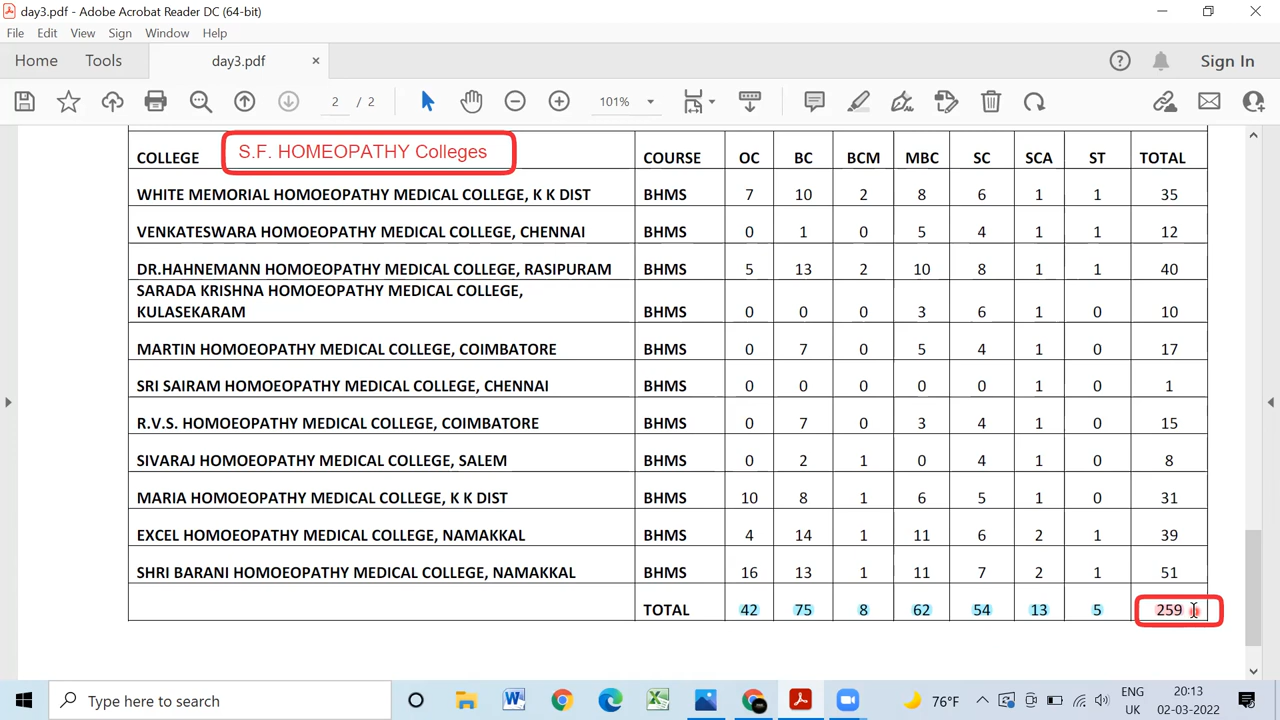 day3.pdf - Adobe Acrobat Reader DC (64-bit)
File Edit View Sign Window Help
Home Tools day3.pdf × Sign In
2 / 2 101%
COLLEGE S.F. HOMEOPATHY Colleges COURSE OC BC BCM MBC SC SCA ST TOTAL
WHITE MEMORIAL HOMOEOPATHY MEDICAL COLLEGE, K K DIST BHMS 7 10 2 8 6 1 1 35
VENKATESWARA HOMOEOPATHY MEDICAL COLLEGE, CHENNAI BHMS 0 1 0 5 4 1 1 12
DR.HAHNEMANN HOMOEOPATHY MEDICAL COLLEGE, RASIPURAM BHMS 5 13 2 10 8 1 1 40
SARADA KRISHNA HOMOEOPATHY MEDICAL COLLEGE,
KULASEKARAM BHMS 0 0 0 3 6 1 0 10
MARTIN HOMOEOPATHY MEDICAL COLLEGE, COIMBATORE BHMS 0 7 0 5 4 1 0 17
SRI SAIRAM HOMOEOPATHY MEDICAL COLLEGE, CHENNAI BHMS 0 0 0 0 0 1 0 1
R.V.S. HOMOEOPATHY MEDICAL COLLEGE, COIMBATORE BHMS 0 7 0 3 4 1 0 15
SIVARAJ HOMOEOPATHY MEDICAL COLLEGE, SALEM BHMS 0 2 1 0 4 1 0 8
MARIA HOMOEOPATHY MEDICAL COLLEGE, K K DIST BHMS 10 8 1 6 5 1 0 31
EXCEL HOMOEOPATHY MEDICAL COLLEGE, NAMAKKAL BHMS 4 14 1 11 6 2 1 39
SHRI BARANI HOMOEOPATHY MEDICAL COLLEGE, NAMAKKAL BHMS 16 13 1 11 7 2 1 51
TOTAL 42 75 8 62 54 13 5 259
Type here to search 76°F ENG 20:13
UK 02-03-2022